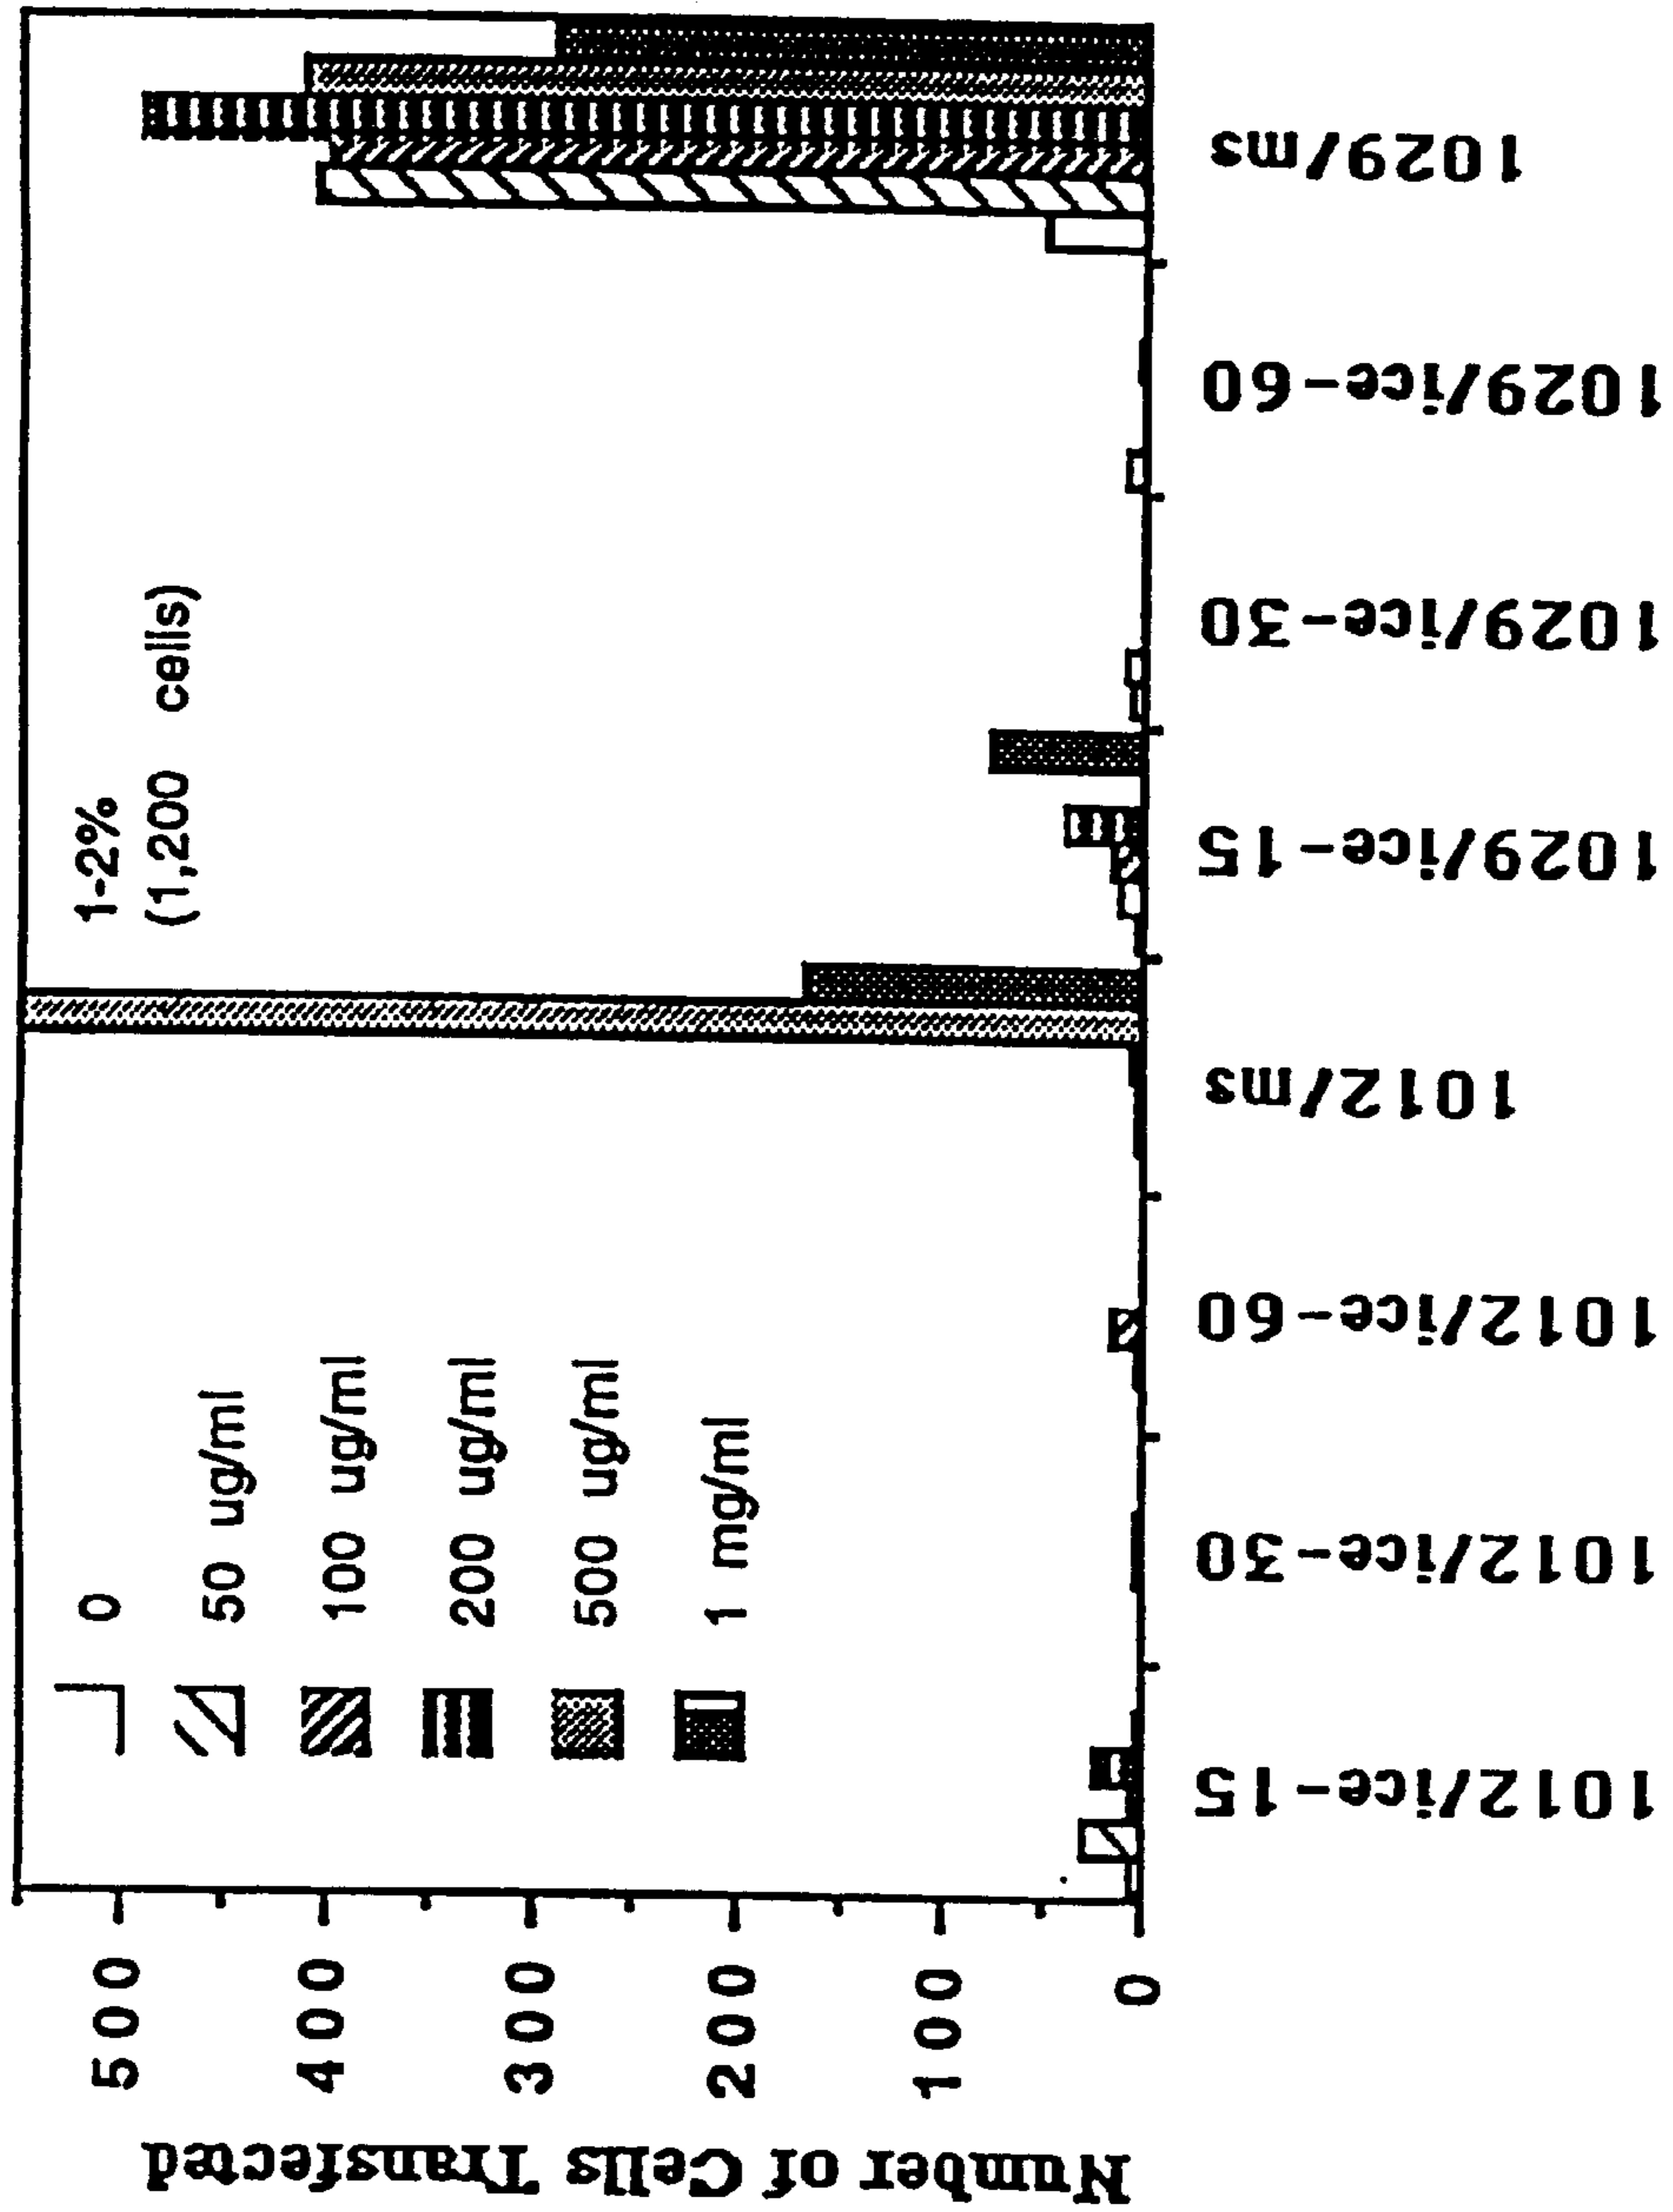 Number of Cells Transfected
500
400
300
200
100
0
0
50 ug/ml
100 ug/ml
200 ug/ml
500 ug/ml
1 mg/ml
1-2%
(1,200 cells)
1012/ice-15
1012/ice-30
1012/ice-60
1012/ms
1029/ice-15
1029/ice-30
1029/ice-60
1029/ms